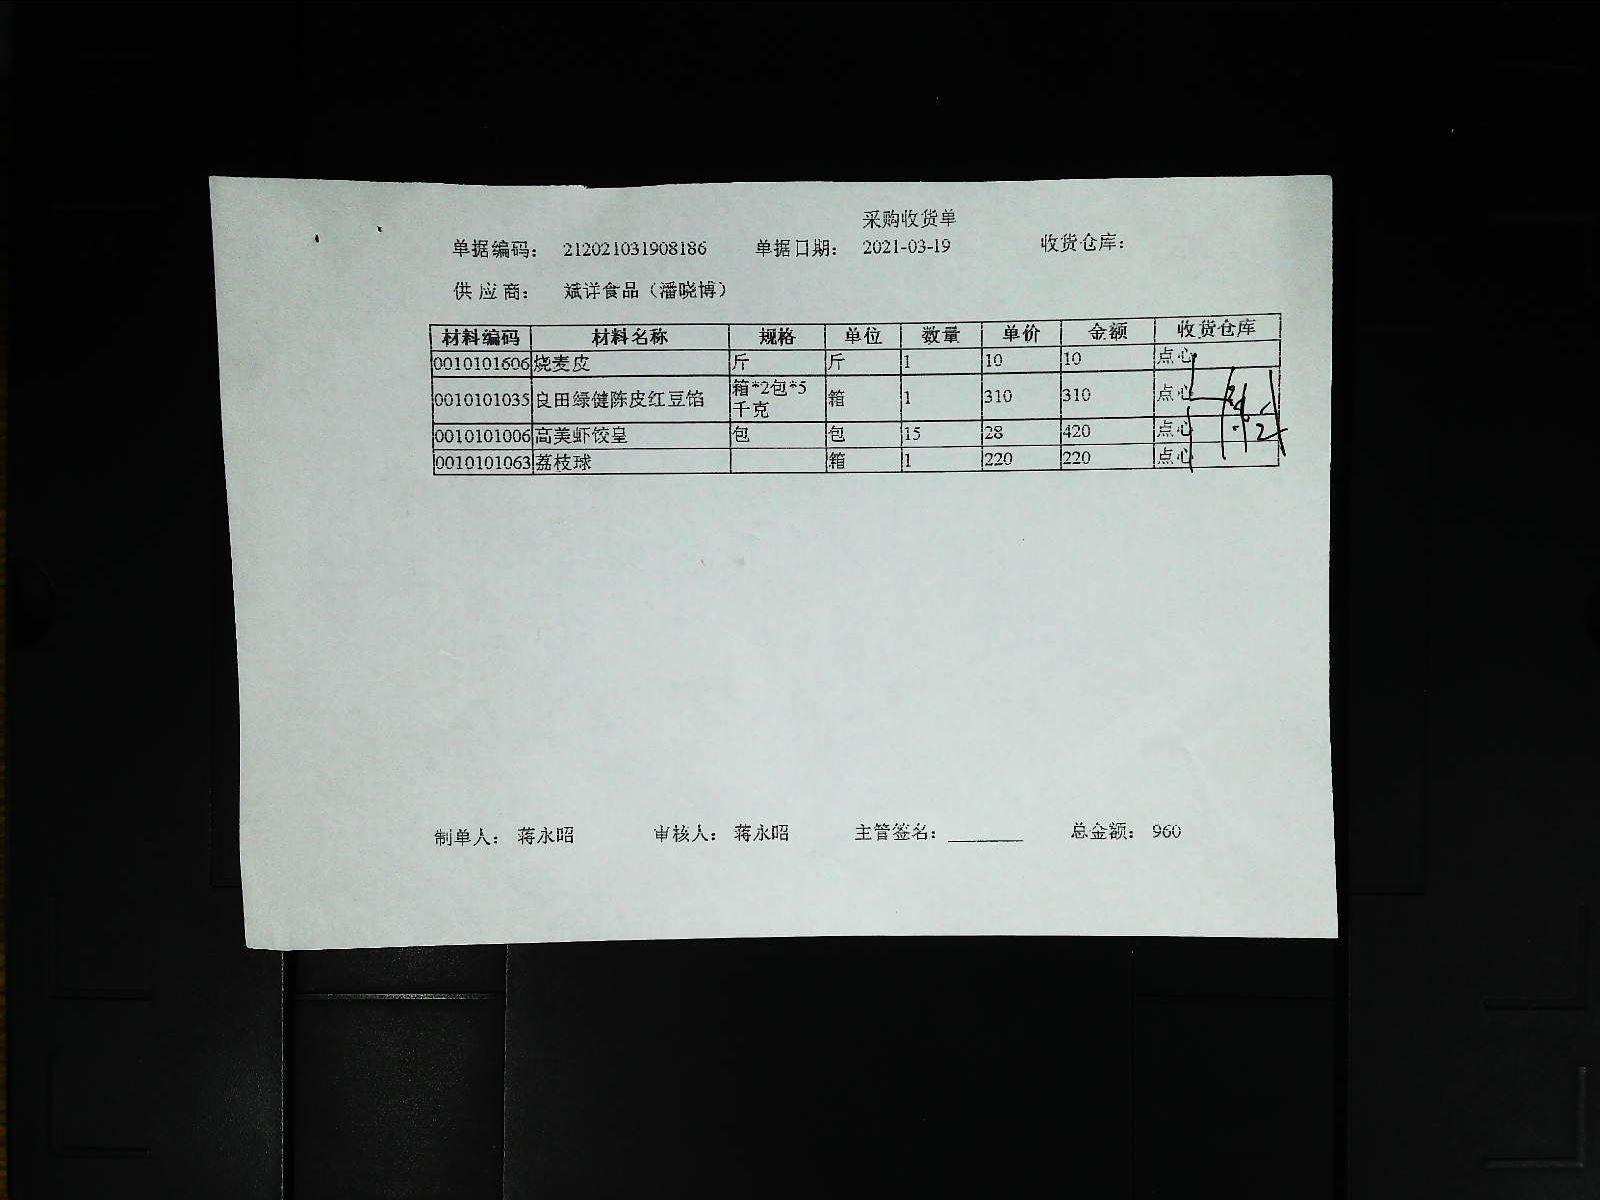 采购收货单
单据编码： 212021031908186 单据日期： 2021-03-19 收货仓库：
供应商： 斌详食品（潘晓博）
材料编码 材料名称 规格 单位 数量 单价 金额 收货仓库
0010101606 烧麦皮 斤 斤 1 10 10 点心
0010101035 良田绿健陈皮红豆馅 箱*2包*5千克 箱 1 310 310 点心
0010101006 高美虾饺皇 包 包 15 28 420 点心
0010101063 荔枝球 箱 1 220 220 点心
制单人： 蒋永昭 审核人： 蒋永昭 主管签名：______ 总金额： 960